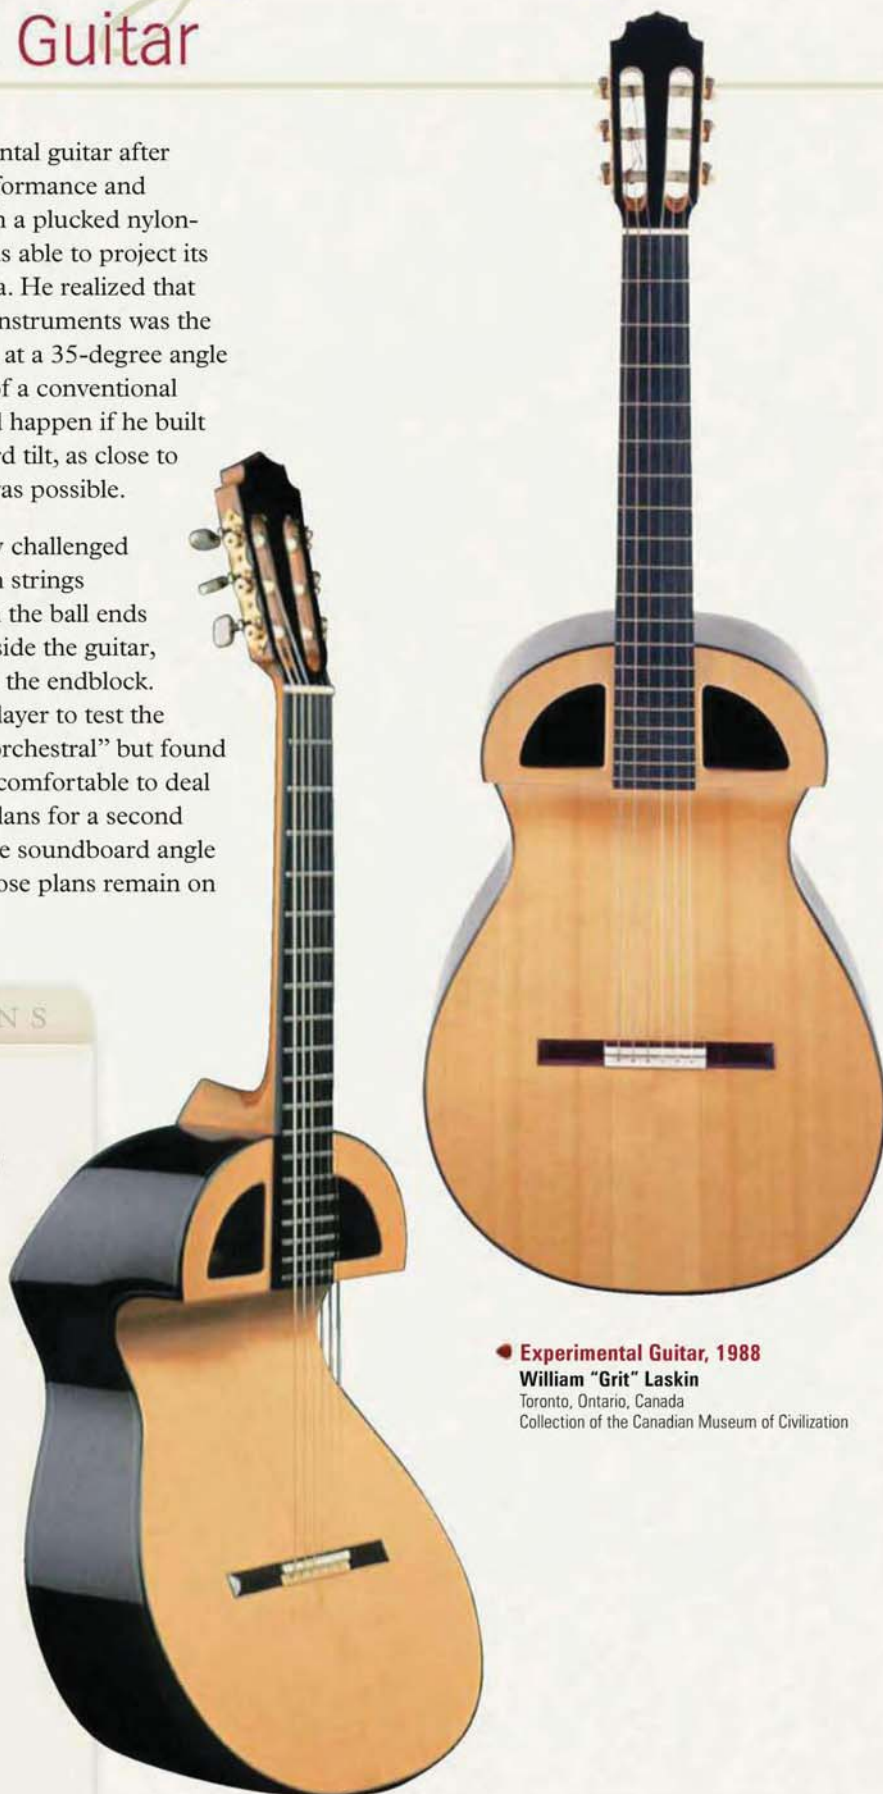 Guitar
ntal guitar after
formance and
n a plucked nylon-
s able to project its
a. He realized that
nstruments was the
at a 35-degree angle
of a conventional
l happen if he built
rd tilt, as close to
was possible.
y challenged
n strings
the ball ends
side the guitar,
the endblock.
layer to test the
orchestral” but found
comfortable to deal
lans for a second
e soundboard angle
ose plans remain on
N S
Experimental Guitar, 1988
William “Grit” Laskin
Toronto, Ontario, Canada
Collection of the Canadian Museum of Civilization